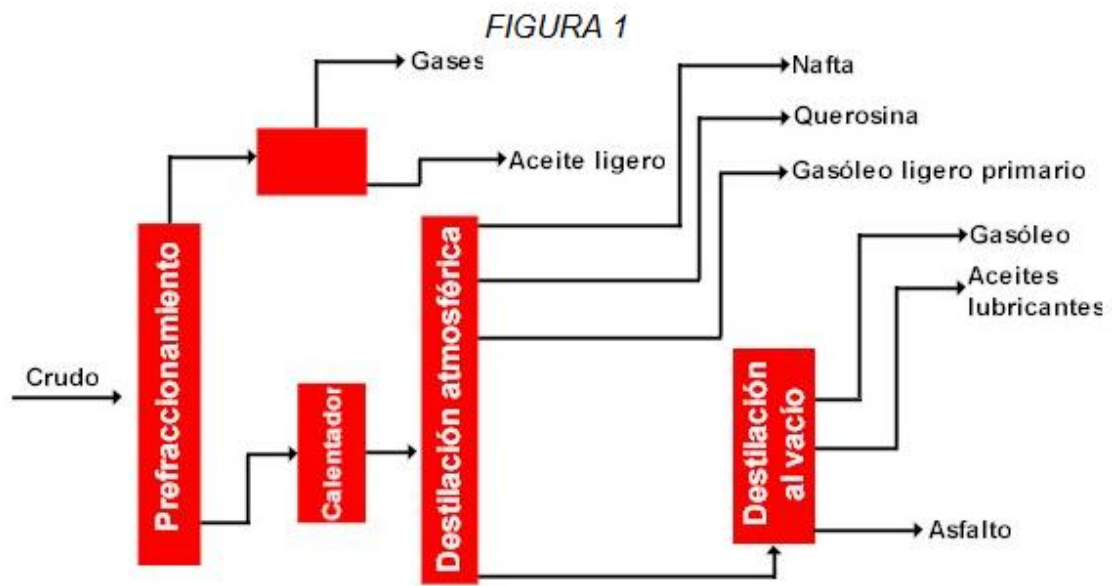 FIGURA 1
Gases
Nafta
Querosina
Aceite ligero
Gasóleo ligero primario
Prefraccionamiento
Destilación atmosférica
Gasóleo
Aceites
lubricantes
Crudo
Calentador
Destilación
al vacío
Asfalto